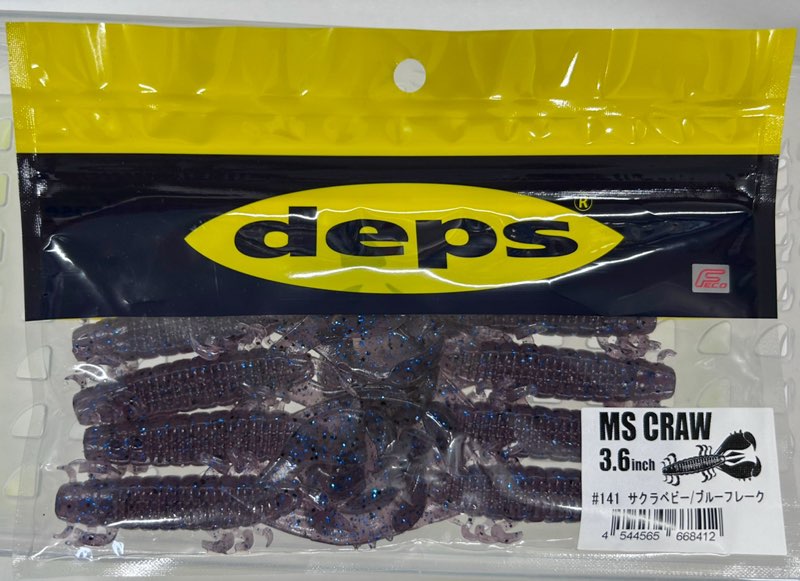 deps®
FECO
MS CRAW
3.6inch
#141 サクラベビー/ブルーフレーク
4 544565 668412